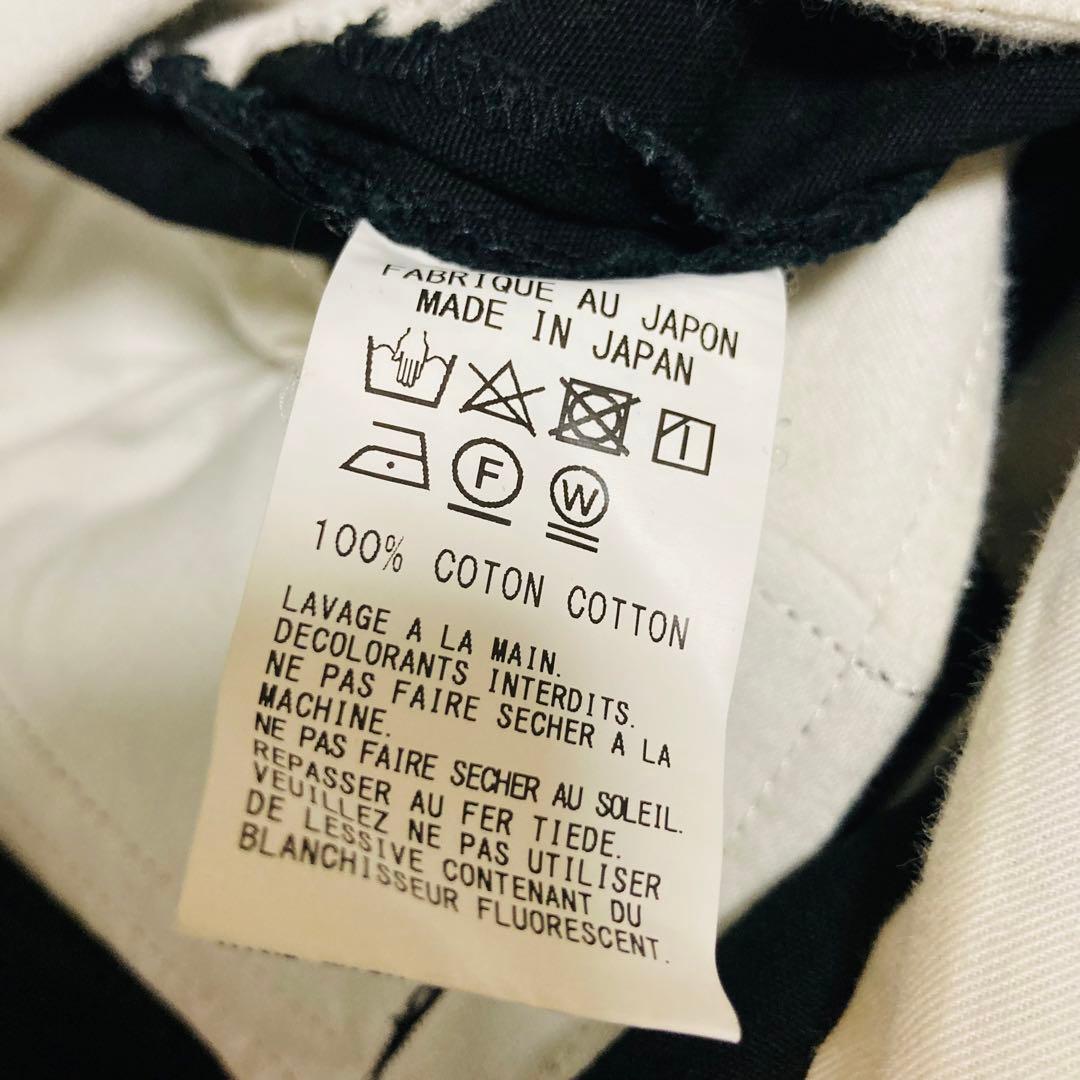 FABRIQUE AU JAPON
MADE IN JAPAN
F W
100% COTON COTTON
LAVAGE A LA MAIN.
DECOLORANTS INTERDITS.
NE PAS FAIRE SECHER A LA
MACHINE.
NE PAS FAIRE SECHER AU SOLEIL.
REPASSER AU FER TIEDE.
VEUILLEZ NE PAS UTILISER
DE LESSIVE CONTENANT DU
BLANCHISSEUR FLUORESCENT.